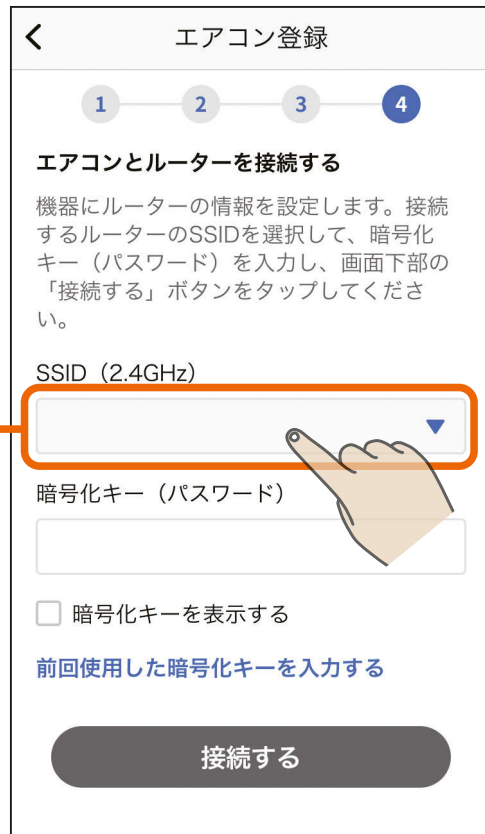 エアコン登録
1 2 3 4
エアコンとルーターを接続する
機器にルーターの情報を設定します。接続
するルーターのSSIDを選択して、暗号化
キー（パスワード）を入力し、画面下部の
「接続する」ボタンをタップしてくださ
い。
SSID（2.4GHz）
暗号化キー（パスワード）
暗号化キーを表示する
前回使用した暗号化キーを入力する
接続する